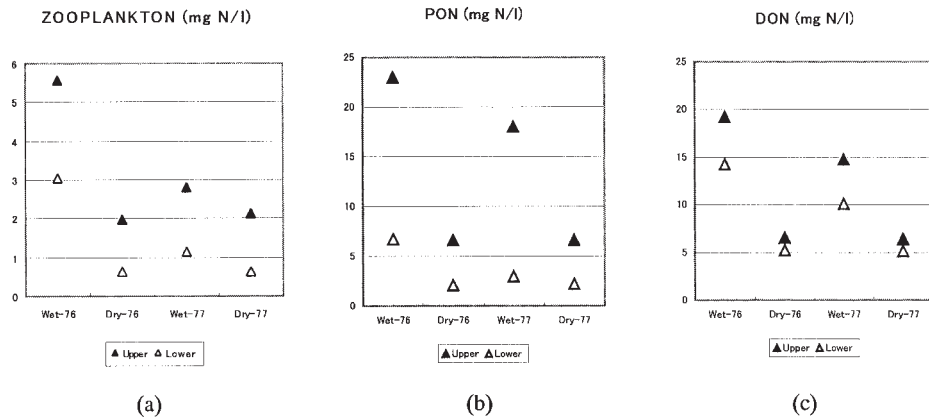 ZOOPLANKTON (mg N/l)
6
5
4
3
2
1
0
Wet-76 Dry-76 Wet-77 Dry-77
▲ Upper △ Lower
(a)
PON (mg N/l)
25
20
15
10
5
0
Wet-76 Dry-76 Wet-77 Dry-77
▲ Upper △ Lower
(b)
DON (mg N/l)
25
20
15
10
5
0
Wet-76 Dry-76 Wet-77 Dry-77
▲ Upper △ Lower
(c)